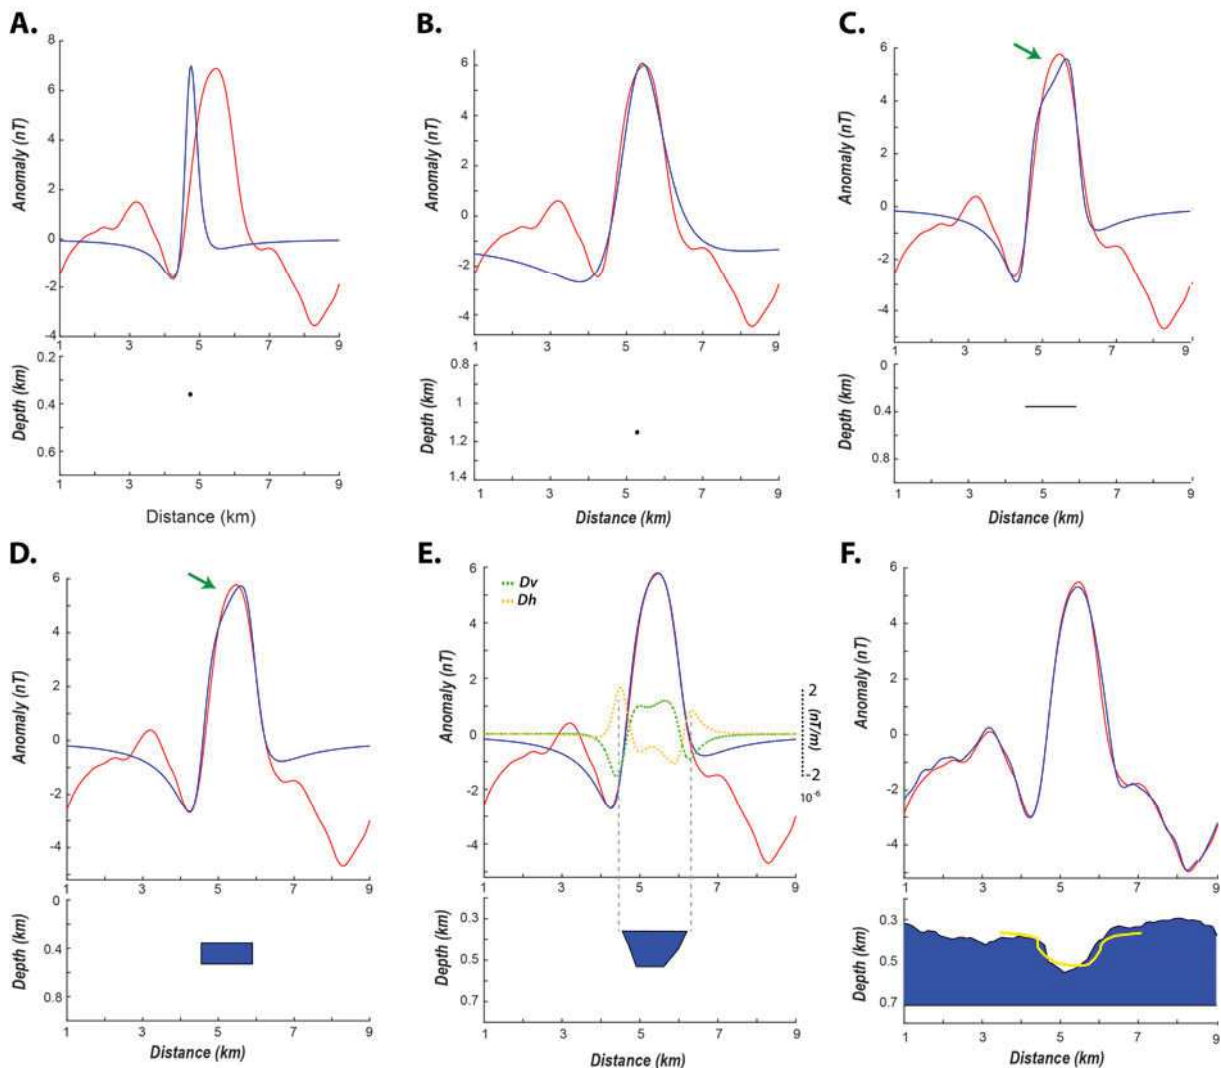 A.
Anomaly (nT)
8
6
4
2
0
-2
-4
1 3 5 7 9
Depth (km)
0.2
0.4
0.6
1 3 5 7 9
Distance (km)
B.
Anomaly (nT)
6
4
2
0
-2
-4
Depth (km)
0.8
1
1.2
1.4
1 3 5 7 9
Distance (km)
C.
Anomaly (nT)
6
4
2
0
-2
-4
1 3 5 7 9
Depth (km)
0
0.4
0.8
1 3 5 7 9
Distance (km)
D.
Anomaly (nT)
6
4
2
0
-2
-4
1 3 5 7 9
Depth (km)
0
0.4
0.8
1 3 5 7 9
Distance (km)
E.
Dv
Dh
Anomaly (nT)
6
4
2
0
-2
-4
2
(nT/m)
-2
10-6
1 3 5 7 9
Depth (km)
0.3
0.5
0.7
1 3 5 7 9
Distance (km)
F.
Anomaly (nT)
6
4
2
0
-2
-4
1 3 5 7 9
Depth (km)
0.3
0.5
0.7
1 3 5 7 9
Distance (km)